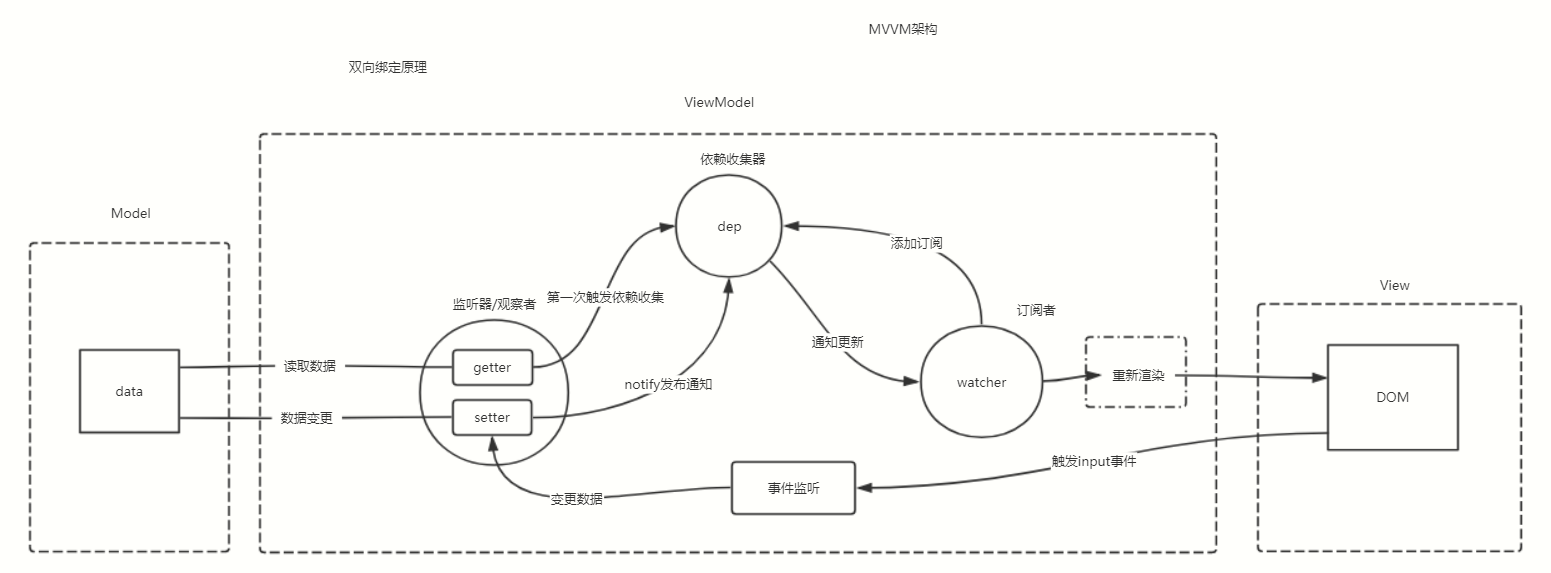 MVVM架构
双向绑定原理
ViewModel
依赖收集器
Model
dep
添加订阅
View
第一次触发依赖收集
监听器/观察者
订阅者
通知更新
读取数据
getter
重新渲染
notify发布通知
watcher
data
DOM
数据变更
setter
触发input事件
事件监听
变更数据